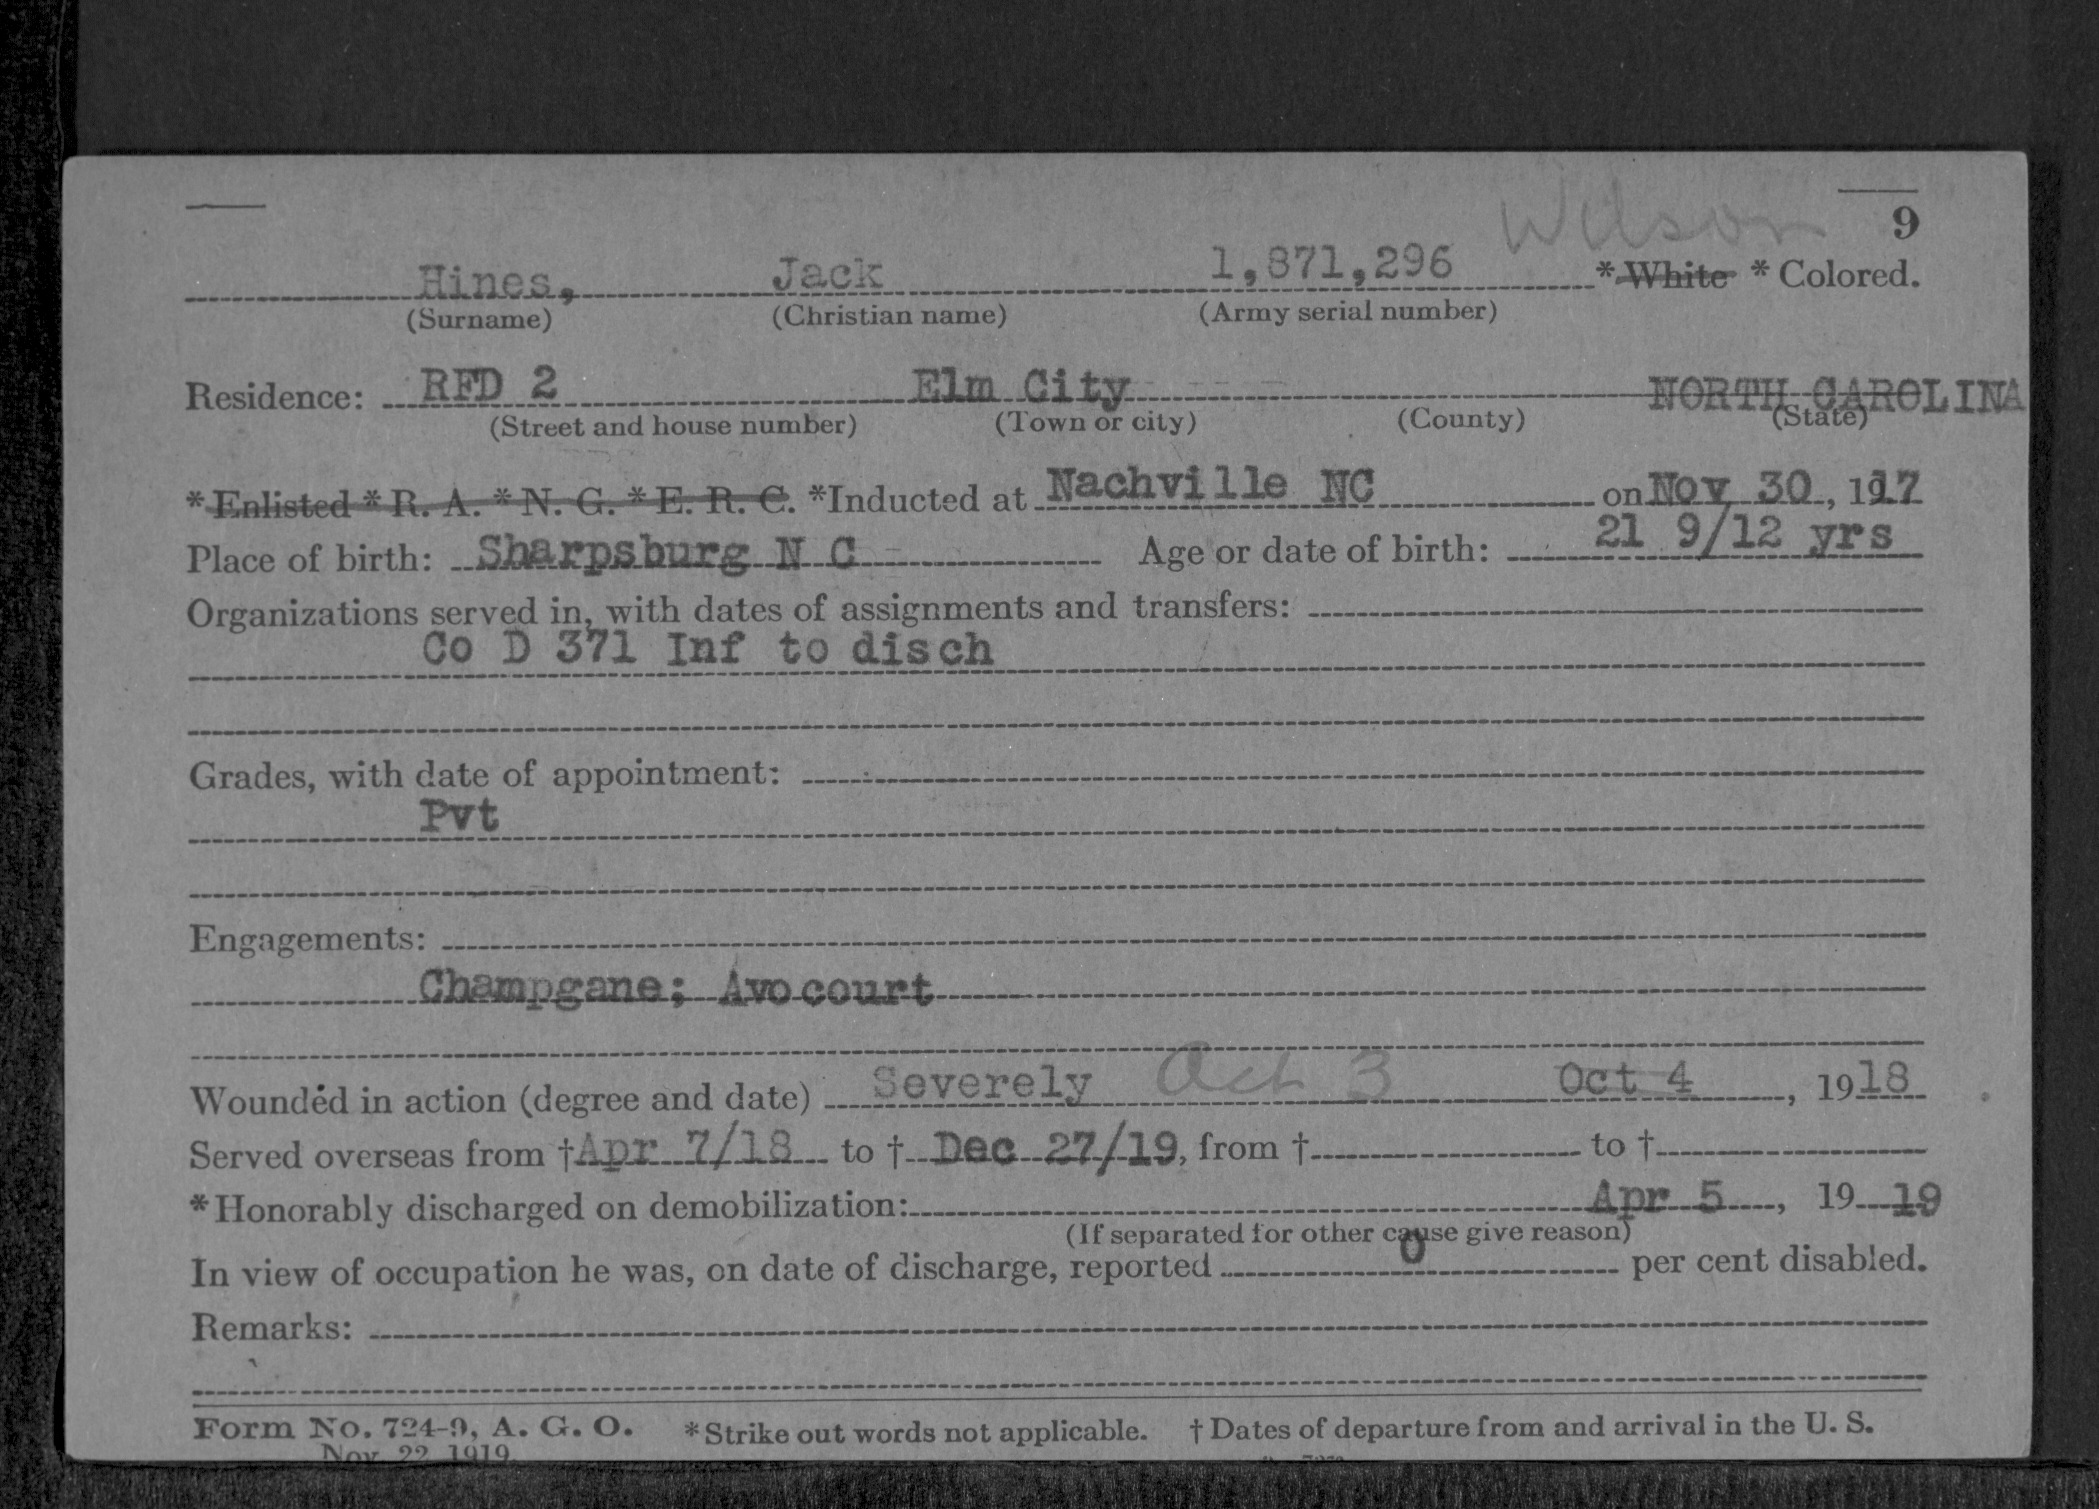 Wilson 9
Hines, Jack 1,871,296 *White *Colored.
(Surname) (Christian name) (Army serial number)
Residence: RFD 2 Elm City NORTH CAROLINA
(Street and house number) (Town or city) (County) (State)
*Enlisted *R. A. *N. G. *E. R. C. *Inducted at Nachville NC on Nov 30, 1917
Place of birth: Sharpsburg N C Age or date of birth: 21 9/12 yrs
Organizations served in, with dates of assignments and transfers:
Co D 371 Inf to disch
Grades, with date of appointment:
Pvt
Engagements:
Champgane; Avocourt
Wounded in action (degree and date) Severely Oct 3 Oct 4, 1918
Served overseas from †Apr 7/18 to † Dec 27/19, from † to †
*Honorably discharged on demobilization: Apr 5, 19 19
(If separated for other cause give reason)
In view of occupation he was, on date of discharge, reported 0 per cent disabled.
Remarks:
Form No. 724-9, A. G. O. *Strike out words not applicable. †Dates of departure from and arrival in the U. S.
Nov. 22, 1919.